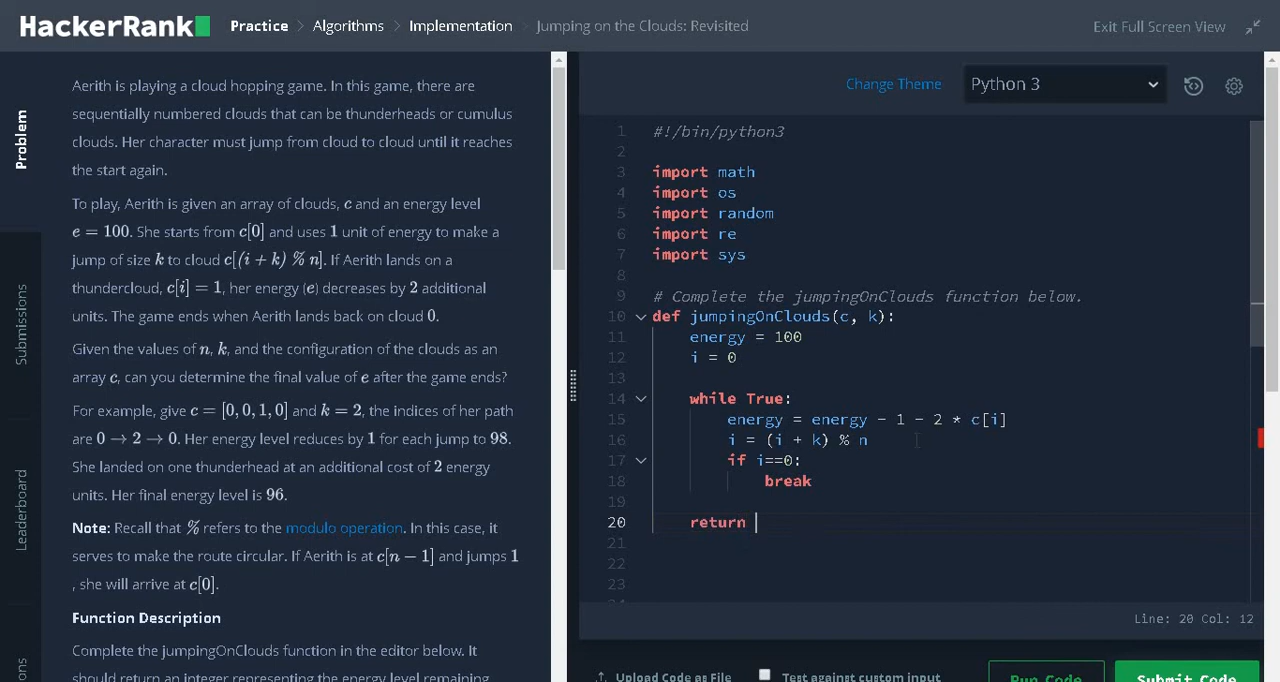 HackerRank Practice Algorithms Implementation Jumping on the Clouds: Revisited Exit Full Screen View
Problem
Submissions
Leaderboard
Aerith is playing a cloud hopping game. In this game, there are
sequentially numbered clouds that can be thunderheads or cumulus
clouds. Her character must jump from cloud to cloud until it reaches
the start again.
To play, Aerith is given an array of clouds, c and an energy level
e = 100. She starts from c[0] and uses 1 unit of energy to make a
jump of size k to cloud c[(i + k) % n]. If Aerith lands on a
thundercloud, c[i] = 1, her energy (e) decreases by 2 additional
units. The game ends when Aerith lands back on cloud 0.
Given the values of n, k, and the configuration of the clouds as an
array c, can you determine the final value of e after the game ends?
For example, give c = [0, 0, 1, 0] and k = 2, the indices of her path
are 0 → 2 → 0. Her energy level reduces by 1 for each jump to 98.
She landed on one thunderhead at an additional cost of 2 energy
units. Her final energy level is 96.
Note: Recall that % refers to the modulo operation. In this case, it
serves to make the route circular. If Aerith is at c[n − 1] and jumps 1
, she will arrive at c[0].
Function Description
Complete the jumpingOnClouds function in the editor below. It
should return an integer representing the energy level remaining
Change Theme Python 3
1 #!/bin/python3
2
3 import math
4 import os
5 import random
6 import re
7 import sys
8
9 # Complete the jumpingOnClouds function below.
10 def jumpingOnClouds(c, k):
11 energy = 100
12 i = 0
13
14 while True:
15 energy = energy - 1 - 2 * c[i]
16 i = (i + k) % n
17 if i==0:
18 break
19
20 return
21
22
23
Line: 20 Col: 12
Upload Code as File Test against custom input Run Code Submit Code